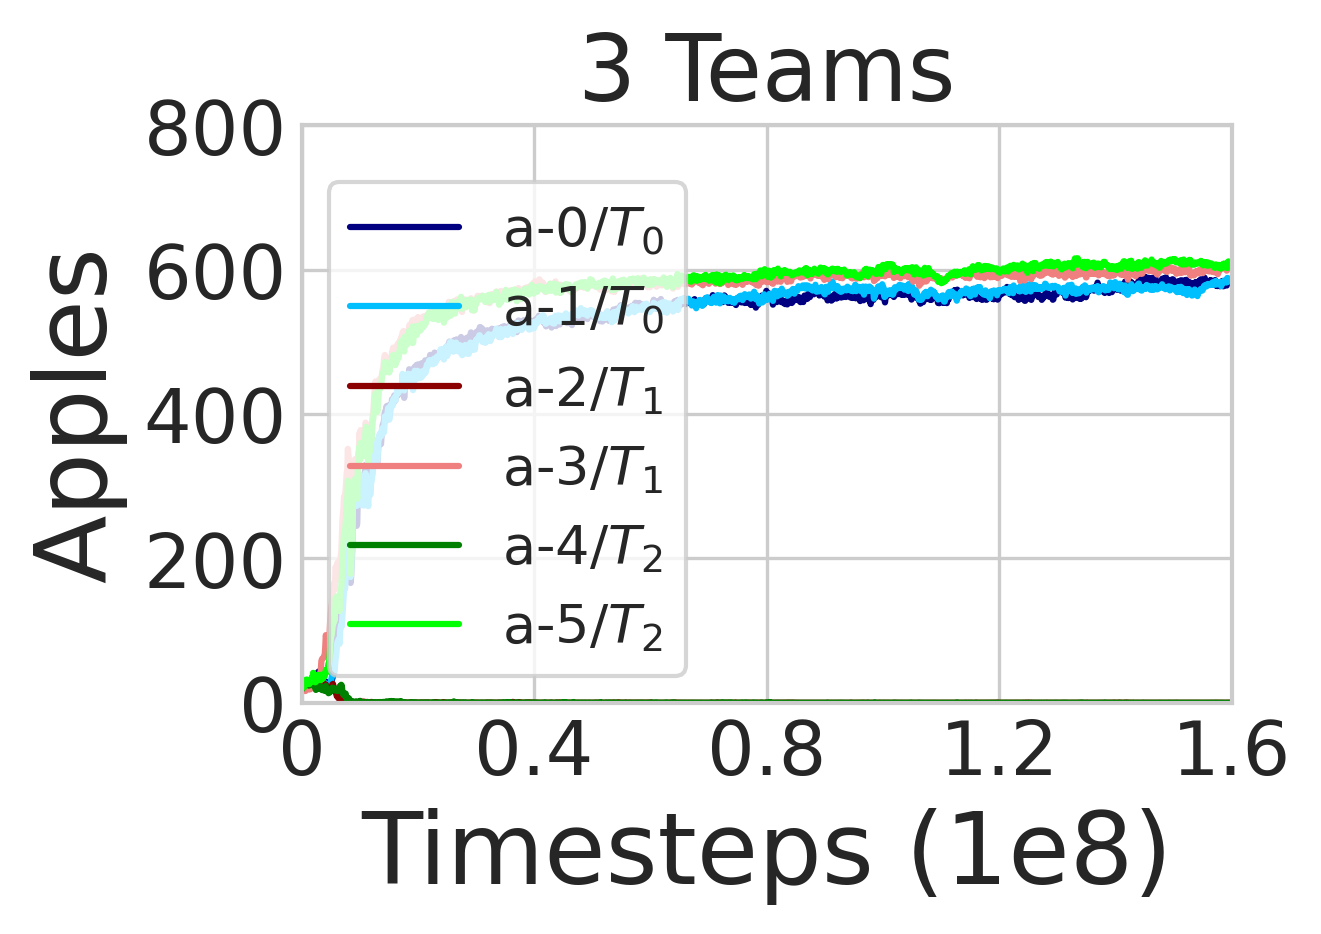 3 Teams
800
600
400
200
0
Apples
a-0/T₀
a-1/T₀
a-2/T₁
a-3/T₁
a-4/T₂
a-5/T₂
0 0.4 0.8 1.2 1.6
Timesteps (1e8)